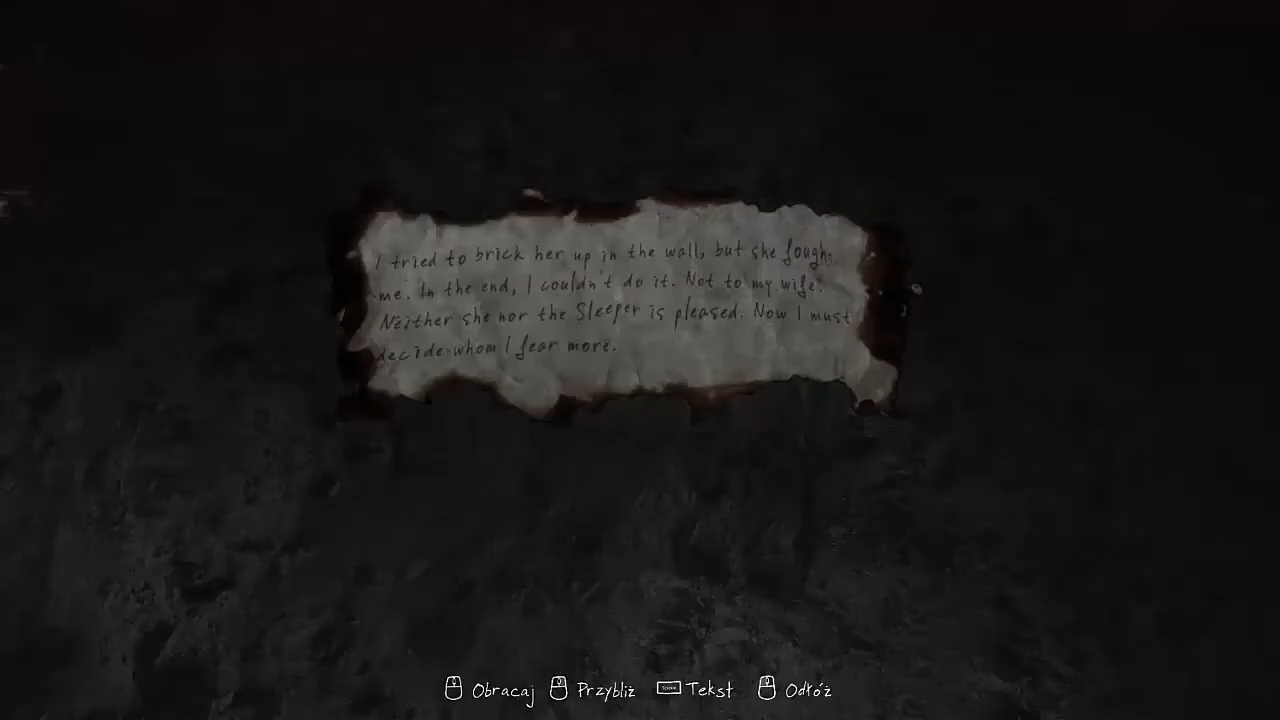 I tried to brick her up in the wall, but she fough
me. In the end, I couldn't do it. Not to my wife.
Neither she nor the Sleeper is pleased. Now I must
decide whom I fear more.
Obracaj Przybliż Tekst Odłóż